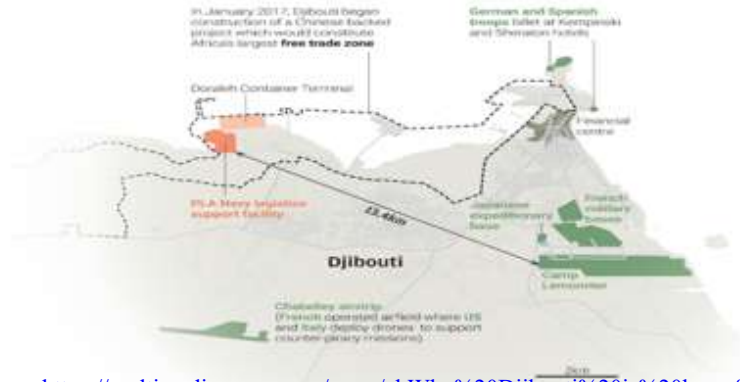 In January 2017, Djibouti began
construction of a Chinese backed
project which would constitute
Africa's largest free trade zone
German and Spanish
troops billet at Kempinski
and Sheraton hotels
Doraleh Container Terminal
Financial
centre
PLA Navy logistics
support facility
13.4km
Japanese
expeditionary
base
French
military
bases
Djibouti
Camp
Lemonnier
Chabelley airstrip
(French operated airfield where US
and Italy deploy drones to support
counter-piracy missions)
2km